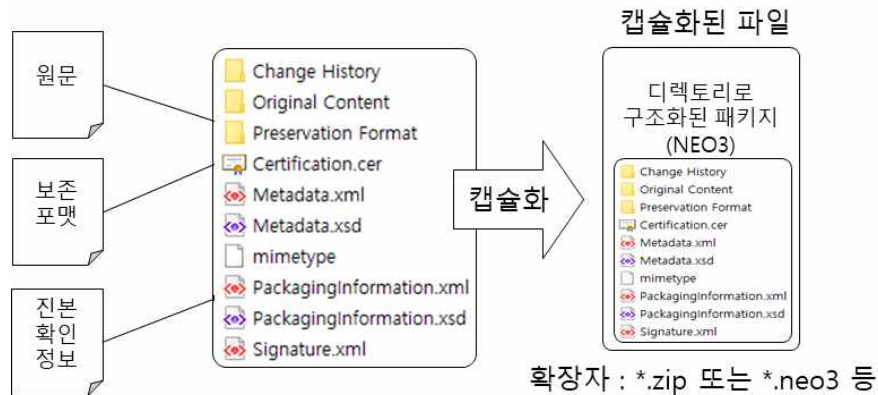 원문
보존
포맷
진본
확인
정보
Change History
Original Content
Preservation Format
Certification.cer
Metadata.xml
Metadata.xsd
mimetype
PackagingInformation.xml
PackagingInformation.xsd
Signature.xml
캡슐화
캡슐화된 파일
디렉토리로
구조화된 패키지
(NEO3)
Change History
Original Content
Preservation Format
Certification.cer
Metadata.xml
Metadata.xsd
mimetype
PackagingInformation.xml
PackagingInformation.xsd
Signature.xml
확장자 : *.zip 또는 *.neo3 등